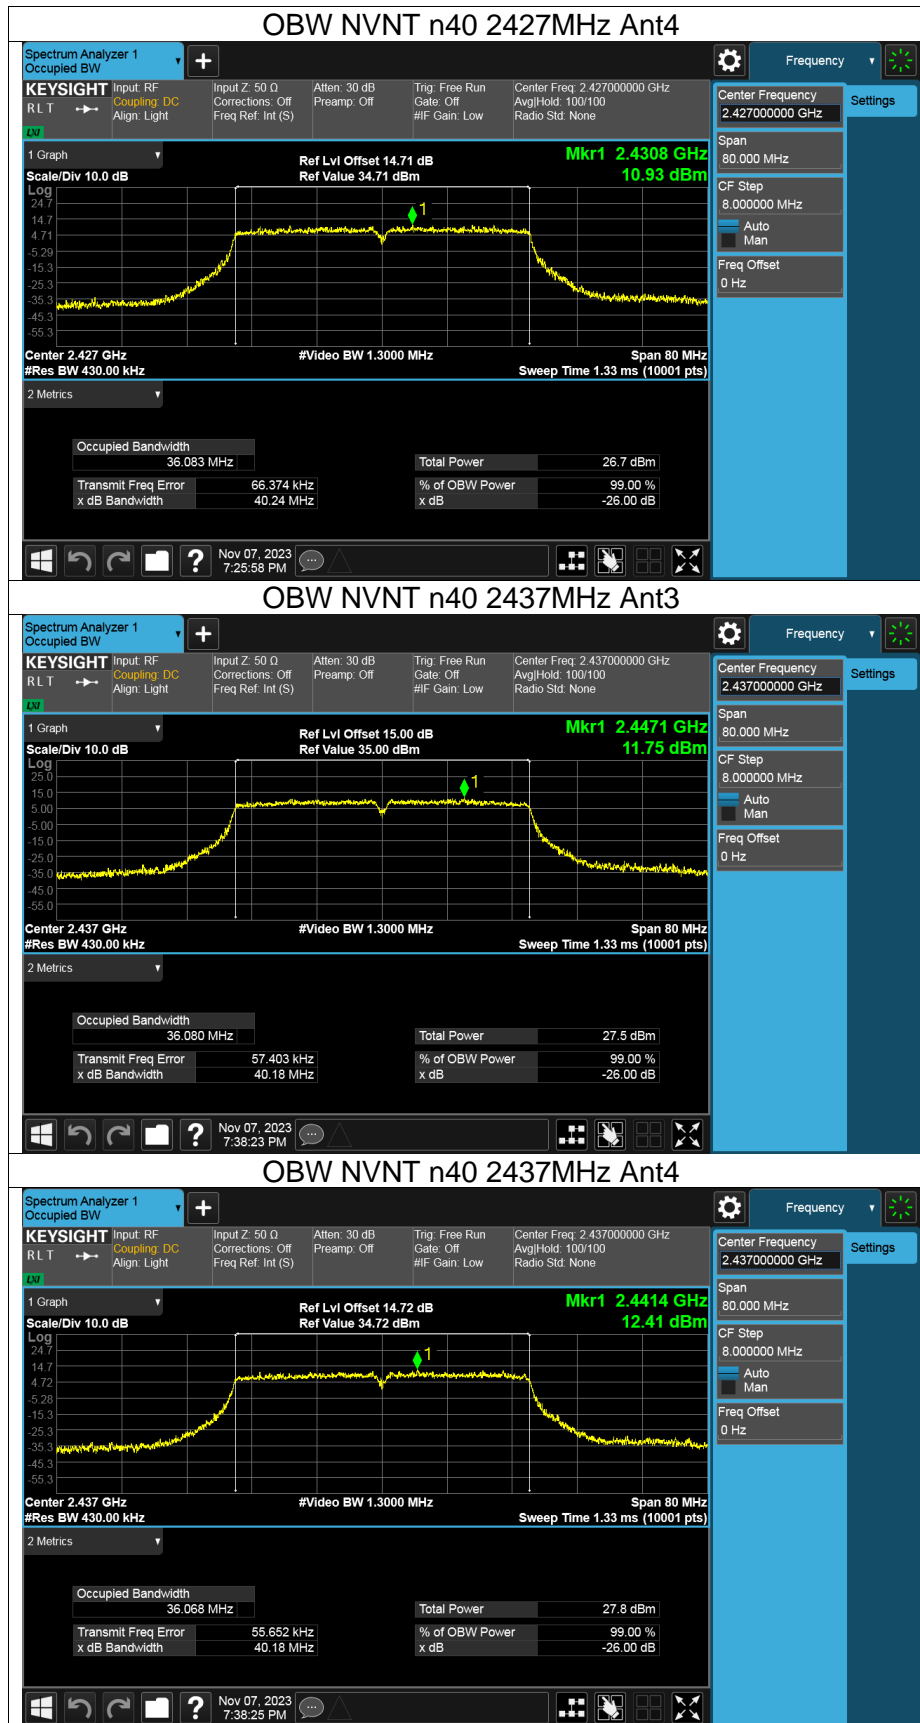 OBW NVNT n40 2427MHz Ant4
Spectrum Analyzer 1
Occupied BW
+
Frequency
KEYSIGHT
RLT
LXI
Input: RF
Coupling: DC
Align: Light
Input Z: 50 Ω
Corrections: Off
Freq Ref: Int (S)
Atten: 30 dB
Preamp: Off
Trig: Free Run
Gate: Off
#IF Gain: Low
Center Freq: 2.427000000 GHz
Avg|Hold: 100/100
Radio Std: None
Center Frequency
2.427000000 GHz
Settings
Span
80.000 MHz
CF Step
8.000000 MHz
Auto
Man
Freq Offset
0 Hz
1 Graph
Scale/Div 10.0 dB
Ref Lvl Offset 14.71 dB
Ref Value 34.71 dBm
Mkr1 2.4308 GHz
10.93 dBm
Log
24.7
14.7
4.71
-5.29
-15.3
-25.3
-35.3
-45.3
-55.3
1
Center 2.427 GHz
#Res BW 430.00 kHz
#Video BW 1.3000 MHz
Span 80 MHz
Sweep Time 1.33 ms (10001 pts)
2 Metrics
Occupied Bandwidth
36.083 MHz
Total Power 26.7 dBm
Transmit Freq Error 66.374 kHz
% of OBW Power 99.00 %
x dB Bandwidth 40.24 MHz
x dB -26.00 dB
?
Nov 07, 2023
7:25:58 PM
OBW NVNT n40 2437MHz Ant3
Spectrum Analyzer 1
Occupied BW
+
Frequency
KEYSIGHT
RLT
LXI
Input: RF
Coupling: DC
Align: Light
Input Z: 50 Ω
Corrections: Off
Freq Ref: Int (S)
Atten: 30 dB
Preamp: Off
Trig: Free Run
Gate: Off
#IF Gain: Low
Center Freq: 2.437000000 GHz
Avg|Hold: 100/100
Radio Std: None
Center Frequency
2.437000000 GHz
Settings
Span
80.000 MHz
CF Step
8.000000 MHz
Auto
Man
Freq Offset
0 Hz
1 Graph
Scale/Div 10.0 dB
Ref Lvl Offset 15.00 dB
Ref Value 35.00 dBm
Mkr1 2.4471 GHz
11.75 dBm
Log
25.0
15.0
5.00
-5.00
-15.0
-25.0
-35.0
-45.0
-55.0
1
Center 2.437 GHz
#Res BW 430.00 kHz
#Video BW 1.3000 MHz
Span 80 MHz
Sweep Time 1.33 ms (10001 pts)
2 Metrics
Occupied Bandwidth
36.080 MHz
Total Power 27.5 dBm
Transmit Freq Error 57.403 kHz
% of OBW Power 99.00 %
x dB Bandwidth 40.18 MHz
x dB -26.00 dB
?
Nov 07, 2023
7:38:23 PM
OBW NVNT n40 2437MHz Ant4
Spectrum Analyzer 1
Occupied BW
+
Frequency
KEYSIGHT
RLT
LXI
Input: RF
Coupling: DC
Align: Light
Input Z: 50 Ω
Corrections: Off
Freq Ref: Int (S)
Atten: 30 dB
Preamp: Off
Trig: Free Run
Gate: Off
#IF Gain: Low
Center Freq: 2.437000000 GHz
Avg|Hold: 100/100
Radio Std: None
Center Frequency
2.437000000 GHz
Settings
Span
80.000 MHz
CF Step
8.000000 MHz
Auto
Man
Freq Offset
0 Hz
1 Graph
Scale/Div 10.0 dB
Ref Lvl Offset 14.72 dB
Ref Value 34.72 dBm
Mkr1 2.4414 GHz
12.41 dBm
Log
24.7
14.7
4.72
-5.28
-15.3
-25.3
-35.3
-45.3
-55.3
1
Center 2.437 GHz
#Res BW 430.00 kHz
#Video BW 1.3000 MHz
Span 80 MHz
Sweep Time 1.33 ms (10001 pts)
2 Metrics
Occupied Bandwidth
36.068 MHz
Total Power 27.8 dBm
Transmit Freq Error 55.652 kHz
% of OBW Power 99.00 %
x dB Bandwidth 40.18 MHz
x dB -26.00 dB
?
Nov 07, 2023
7:38:25 PM